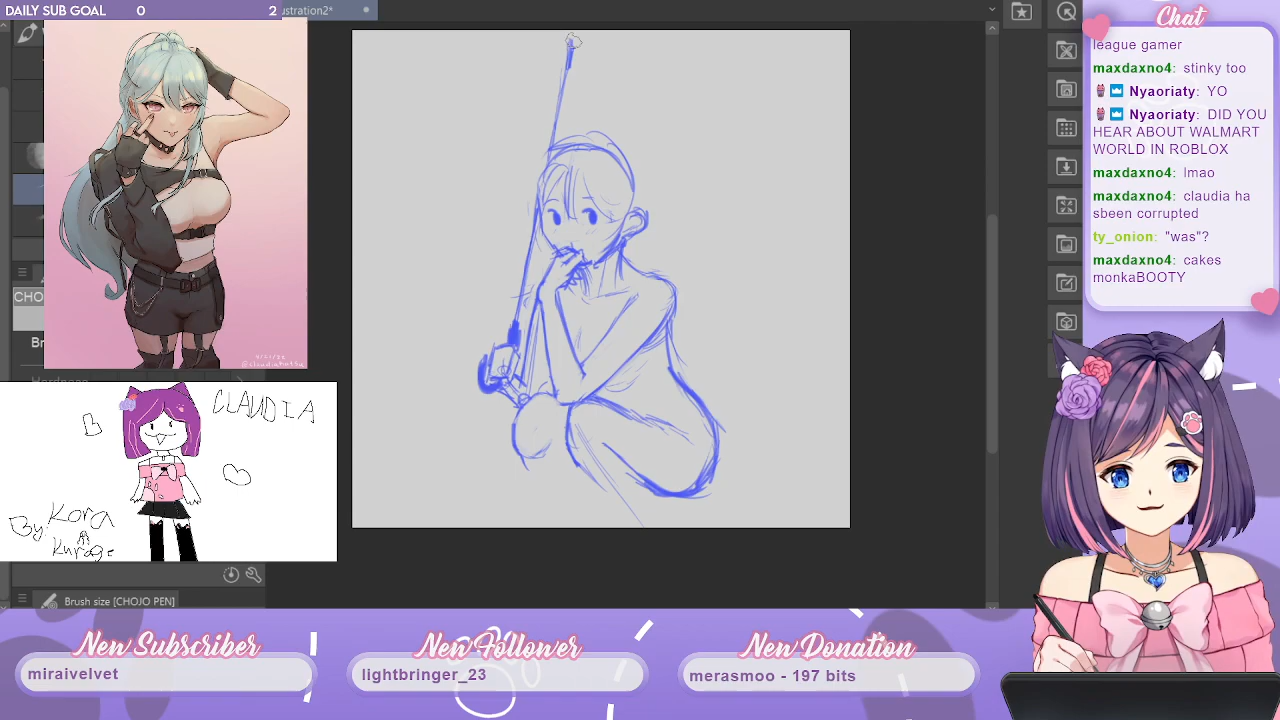 DAILY SUB GOAL 0 2
ustration2*
Chat
league gamer
maxdaxno4: stinky too
Nyaoriaty: YO
Nyaoriaty: DID YOU
HEAR ABOUT WALMART
WORLD IN ROBLOX
maxdaxno4: lmao
maxdaxno4: claudia ha
sbeen corrupted
ty_onion: "was"?
maxdaxno4: cakes
monkaBOOTY
CHO
Br
Hardness
CLAUDIA
By: Kora
Kurage
Brush size [CHOJO PEN]
New Subscriber
miraivelvet
New Follower
lightbringer_23
New Donation
merasmoo - 197 bits